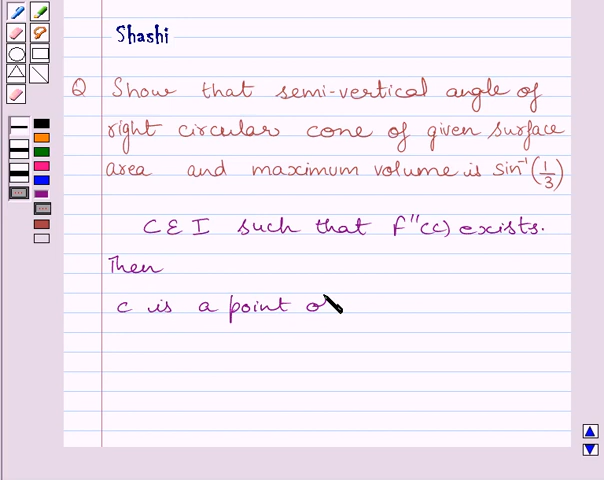 Shashi
Q Show that semi-vertical angle of
right circular cone of given surface
area and maximum volume is sin⁻¹(1/3)
C ε I such that f''(c) exists.
Then
c is a point o